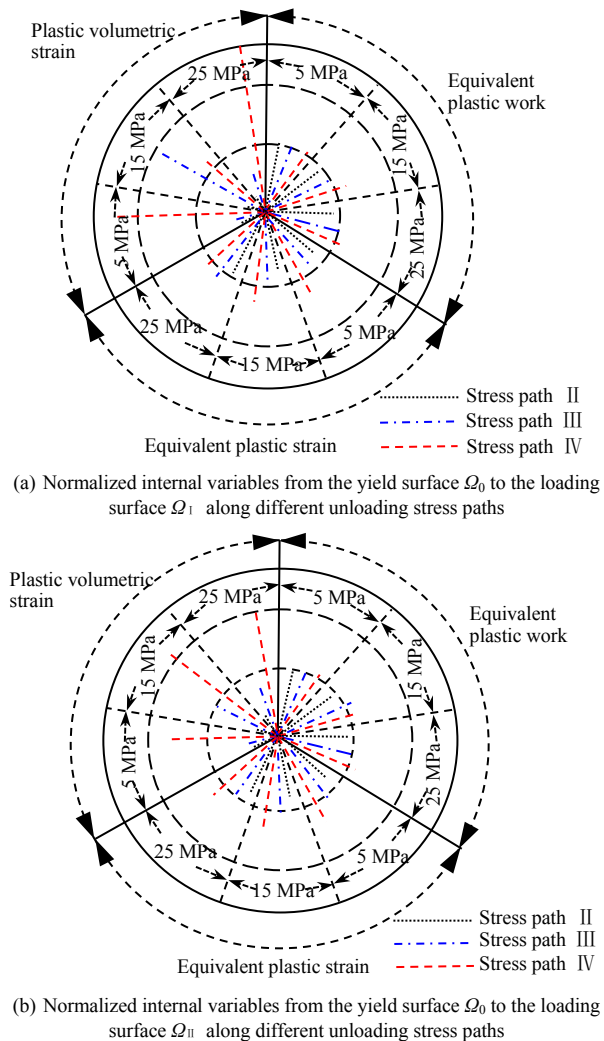 Plastic volumetric
strain
25 MPa
5 MPa
Equivalent
plastic work
15 MPa
15 MPa
5 MPa
25 MPa
25 MPa
5 MPa
15 MPa
Stress path Ⅱ
Stress path Ⅲ
Equivalent plastic strain
Stress path Ⅳ
(a) Normalized internal variables from the yield surface Ω₀ to the loading
surface Ω_Ⅰ along different unloading stress paths
Plastic volumetric
strain
25 MPa
5 MPa
Equivalent
plastic work
15 MPa
15 MPa
5 MPa
25 MPa
25 MPa
5 MPa
15 MPa
Stress path Ⅱ
Stress path Ⅲ
Equivalent plastic strain
Stress path Ⅳ
(b) Normalized internal variables from the yield surface Ω₀ to the loading
surface Ω_Ⅱ along different unloading stress paths